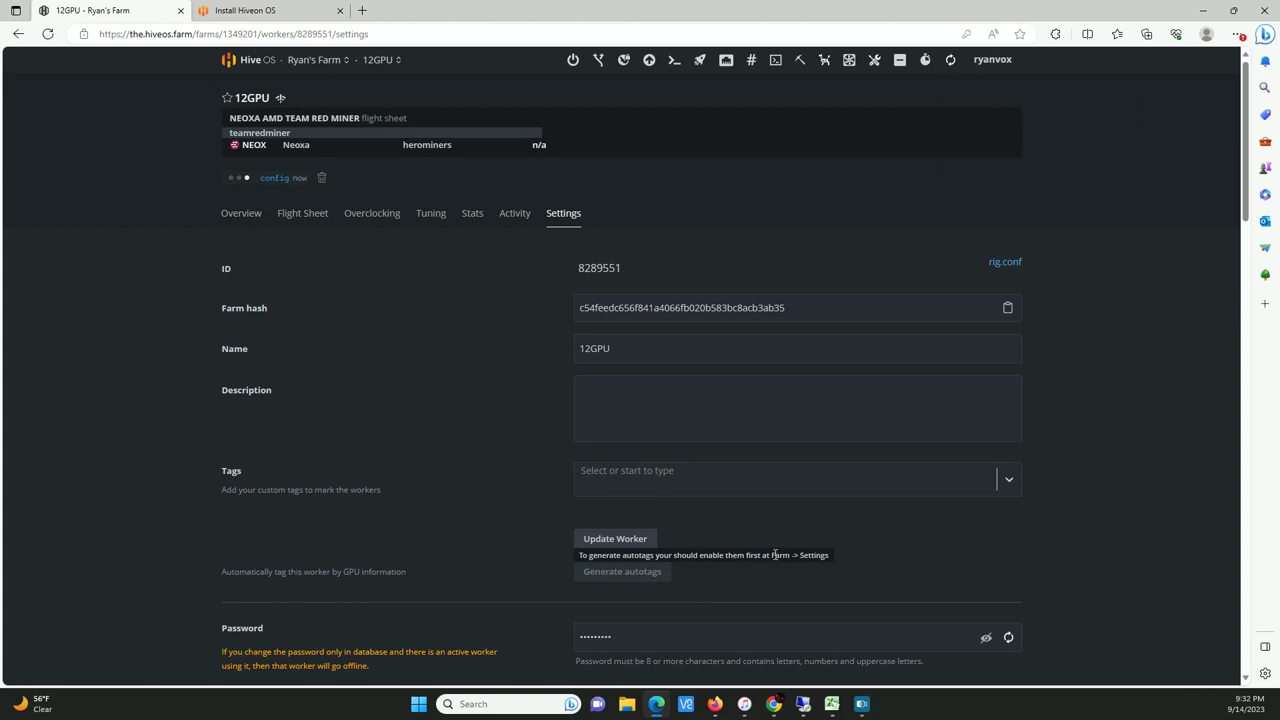 12GPU - Ryan's Farm
Install Hiveon OS
https://the.hiveos.farm/farms/1349201/workers/8289551/settings
Hive OS · Ryan's Farm 12GPU
ryanvox
12GPU
NEOXA AMD TEAM RED MINER flight sheet
teamredminer
NEOX Neoxa herominers n/a
config now
Overview Flight Sheet Overclocking Tuning Stats Activity Settings
ID 8289551 rig.conf
Farm hash c54feedc656f841a4066fb020b583bc8acb3ab35
Name 12GPU
Description
Tags Select or start to type
Add your custom tags to mark the workers
Update Worker
To generate autotags your should enable them first at Farm -> Settings
Automatically tag this worker by GPU information Generate autotags
Password •••••••••
If you change the password only in database and there is an active worker
using it, then that worker will go offline.
Password must be 8 or more characters and contains letters, numbers and uppercase letters.
56°F
Clear
Search
9:32 PM
9/14/2023